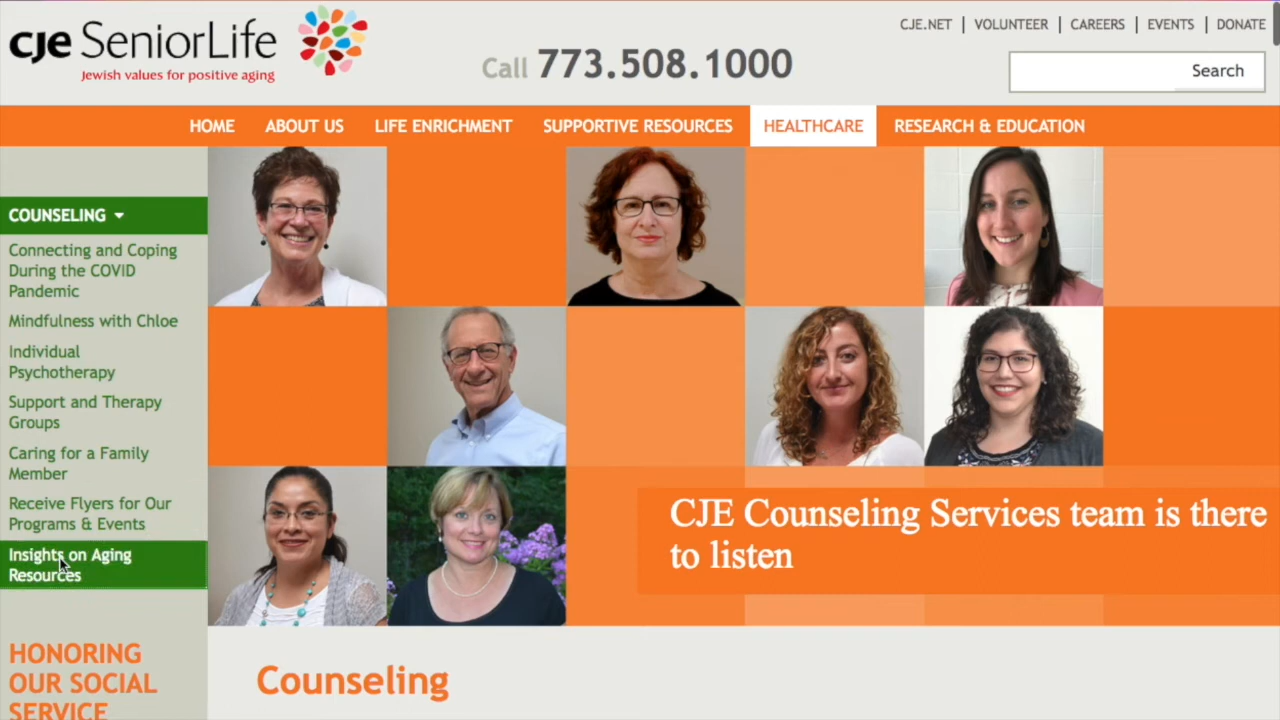 cje SeniorLife
Jewish values for positive aging
Call 773.508.1000
CJE.NET | VOLUNTEER | CAREERS | EVENTS | DONATE
Search
HOME
ABOUT US
LIFE ENRICHMENT
SUPPORTIVE RESOURCES
HEALTHCARE
RESEARCH & EDUCATION
COUNSELING
Connecting and Coping
During the COVID
Pandemic
Mindfulness with Chloe
Individual
Psychotherapy
Support and Therapy
Groups
Caring for a Family
Member
Receive Flyers for Our
Programs & Events
Insights on Aging
Resources
HONORING
OUR SOCIAL
SERVICE
CJE Counseling Services team is there
to listen
Counseling